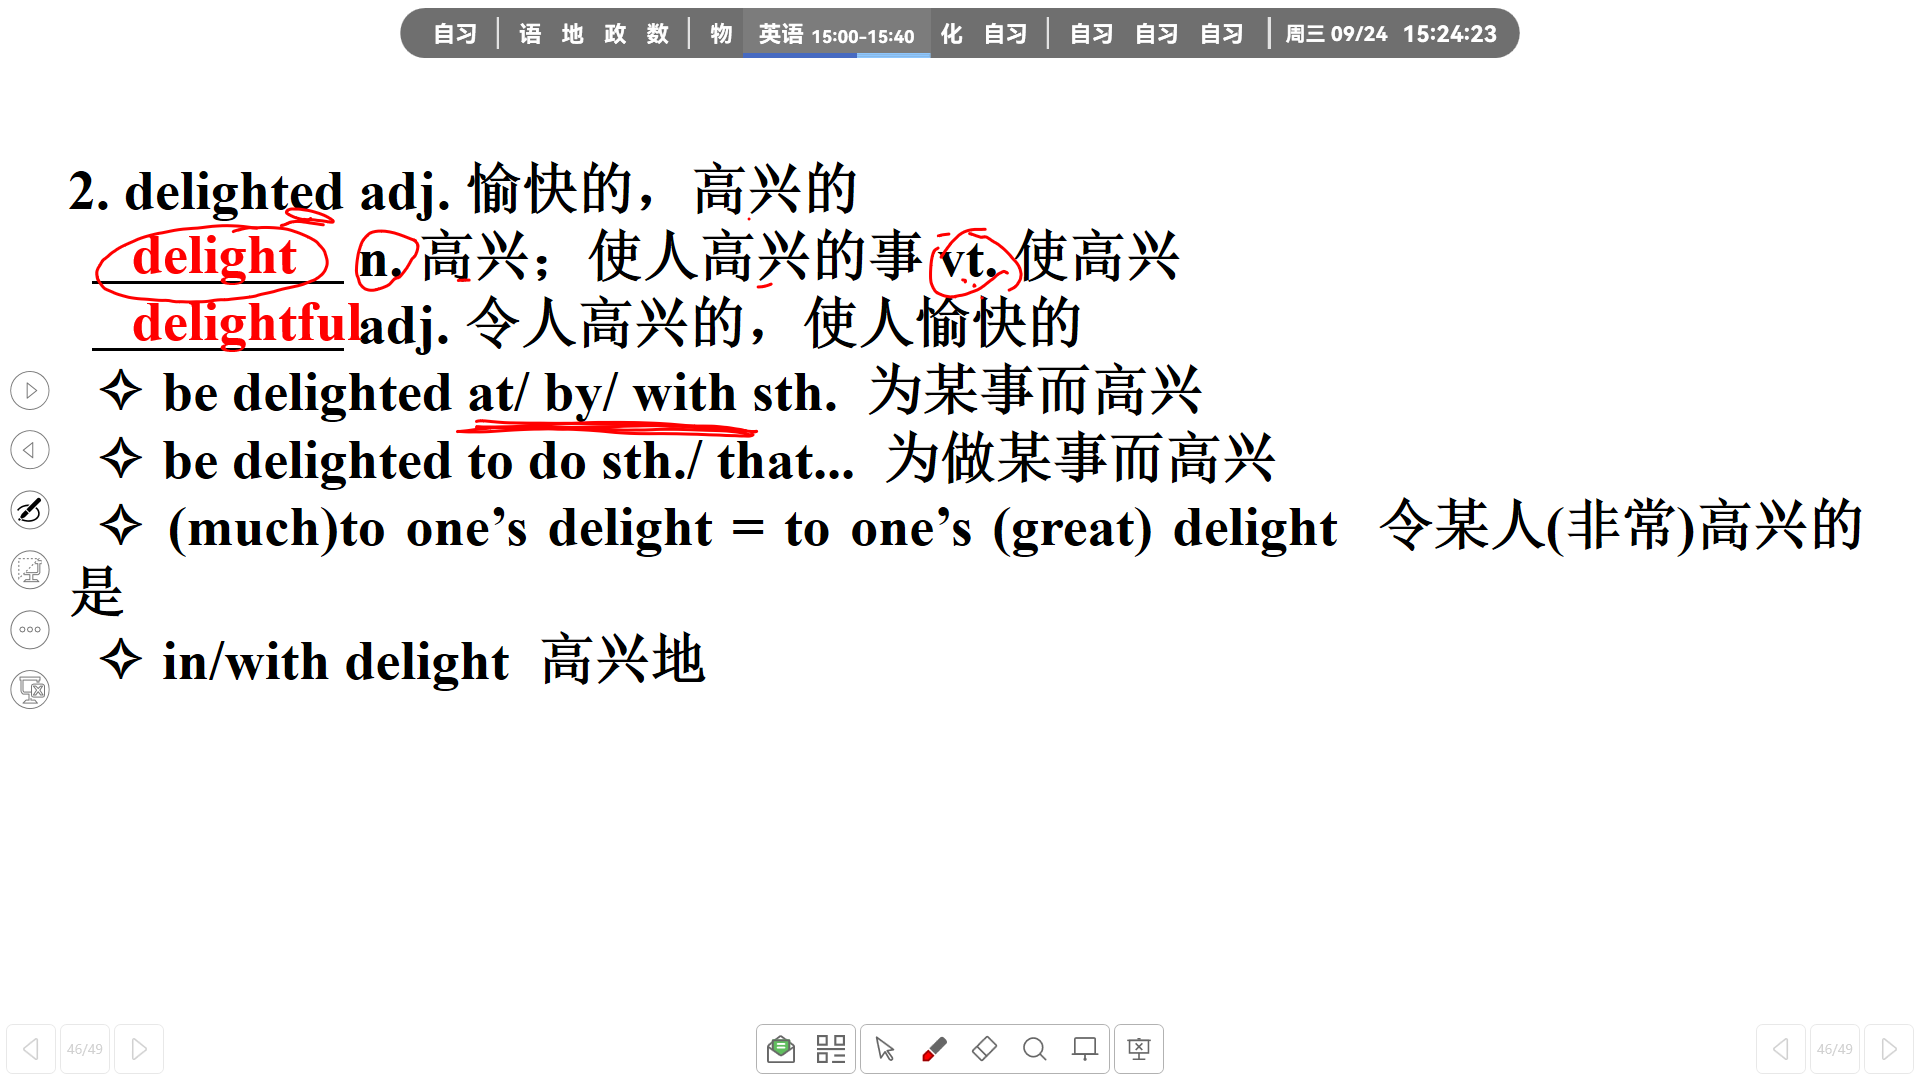 自习 语 地 政 数 物 英语 15:00-15:40 化 自习 自习 自习 自习 周三 09/24 15:24:23
2. delighted adj. 愉快的，高兴的
delight n. 高兴；使人高兴的事 vt. 使高兴
delightful adj. 令人高兴的，使人愉快的
✧ be delighted at/ by/ with sth. 为某事而高兴
✧ be delighted to do sth./ that... 为做某事而高兴
✧ (much)to one’s delight = to one’s (great) delight 令某人(非常)高兴的
是
✧ in/with delight 高兴地
46/49 46/49